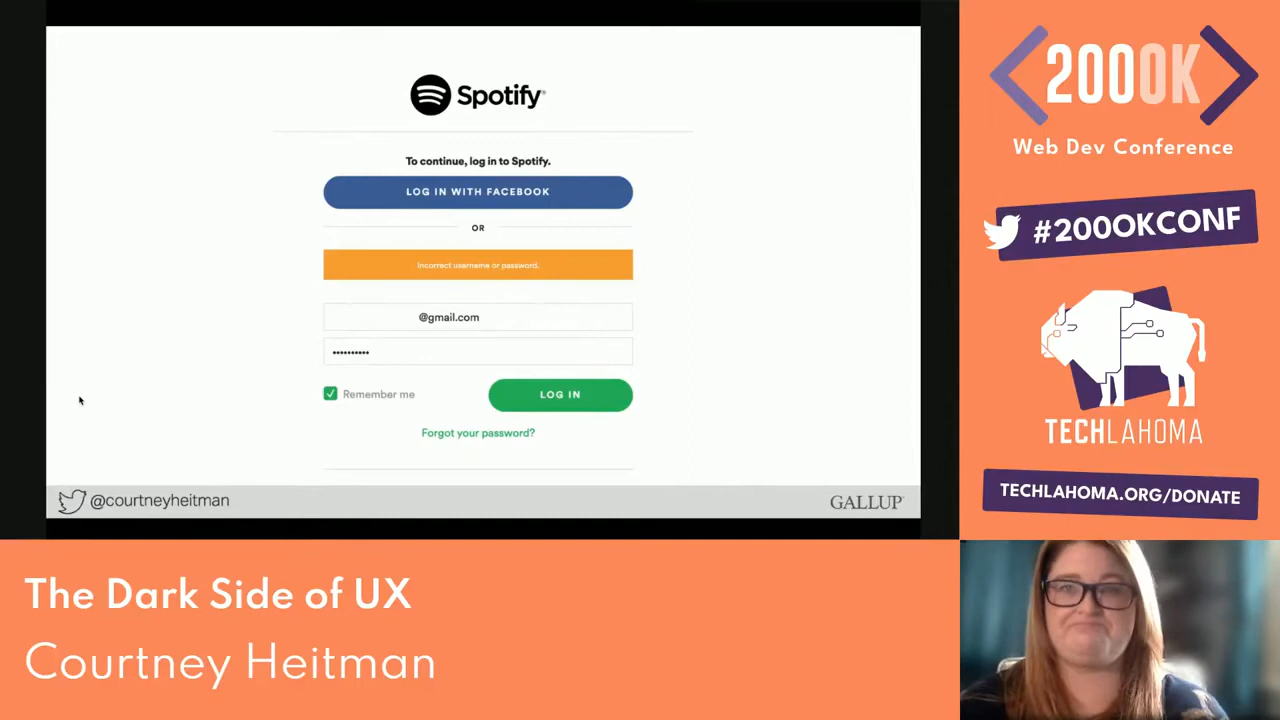 Spotify
To continue, log in to Spotify.
LOG IN WITH FACEBOOK
OR
Incorrect username or password.
@gmail.com
••••••••••
Remember me
LOG IN
Forgot your password?
@courtneyheitman
GALLUP
200OK
Web Dev Conference
#200OKCONF
TECHLAHOMA
TECHLAHOMA.ORG/DONATE
The Dark Side of UX
Courtney Heitman